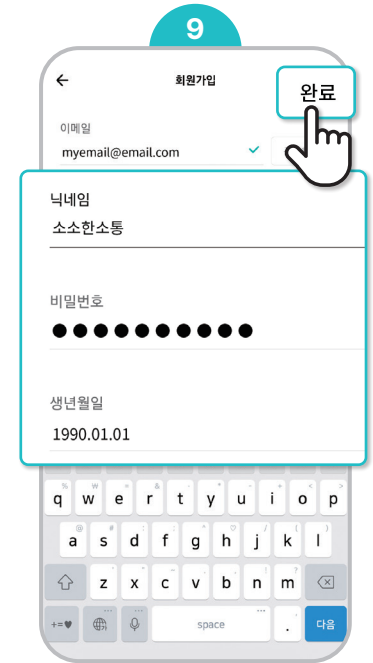 9
회원가입
완료
이메일
myemail@email.com
닉네임
소소한소통
비밀번호
●●●●●●●●●●
생년월일
1990.01.01
q w e r t y u i o p
a s d f g h j k l
z x c v b n m
+=♥ space . 다음